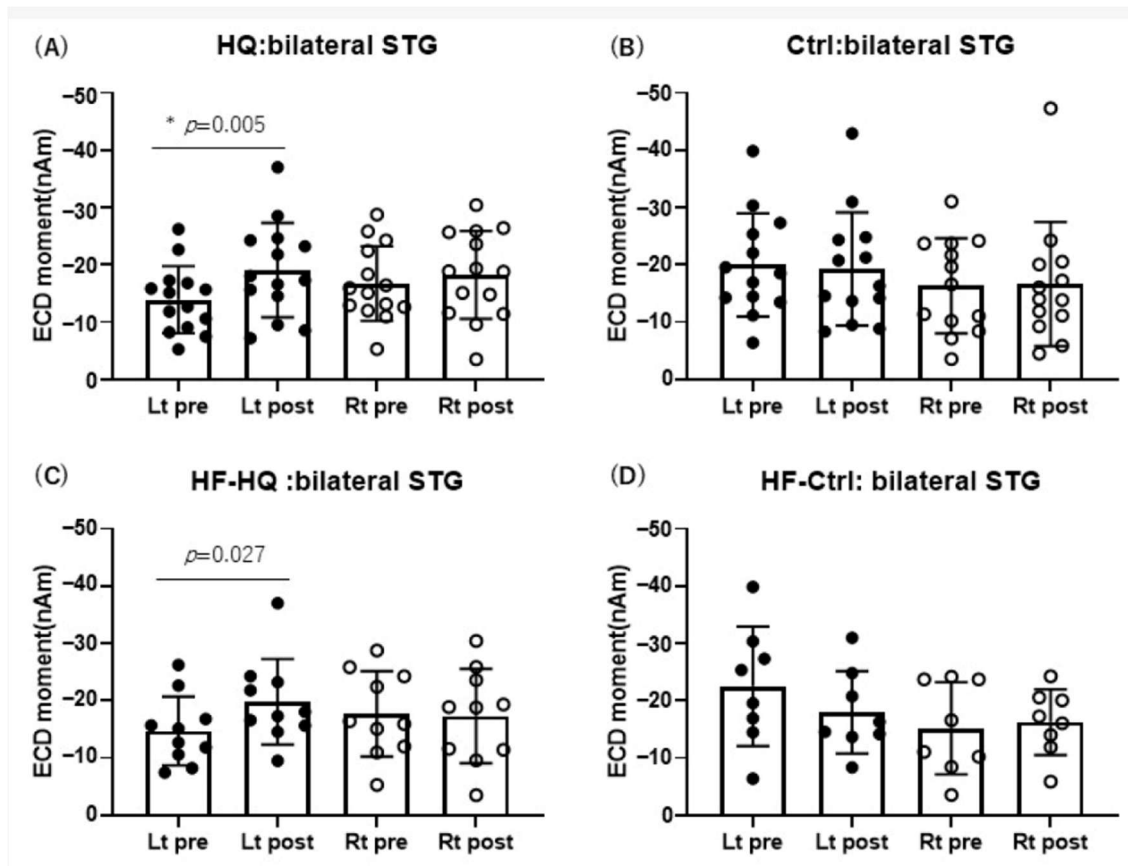 (A) HQ:bilateral STG
ECD moment(nAm)
−50
−40
−30
−20
−10
0
* p=0.005
Lt pre Lt post Rt pre Rt post
(B) Ctrl:bilateral STG
ECD moment(nAm)
−50
−40
−30
−20
−10
0
Lt pre Lt post Rt pre Rt post
(C) HF-HQ :bilateral STG
ECD moment(nAm)
−50
−40
−30
−20
−10
0
p=0.027
Lt pre Lt post Rt pre Rt post
(D) HF-Ctrl: bilateral STG
ECD moment(nAm)
−50
−40
−30
−20
−10
0
Lt pre Lt post Rt pre Rt post